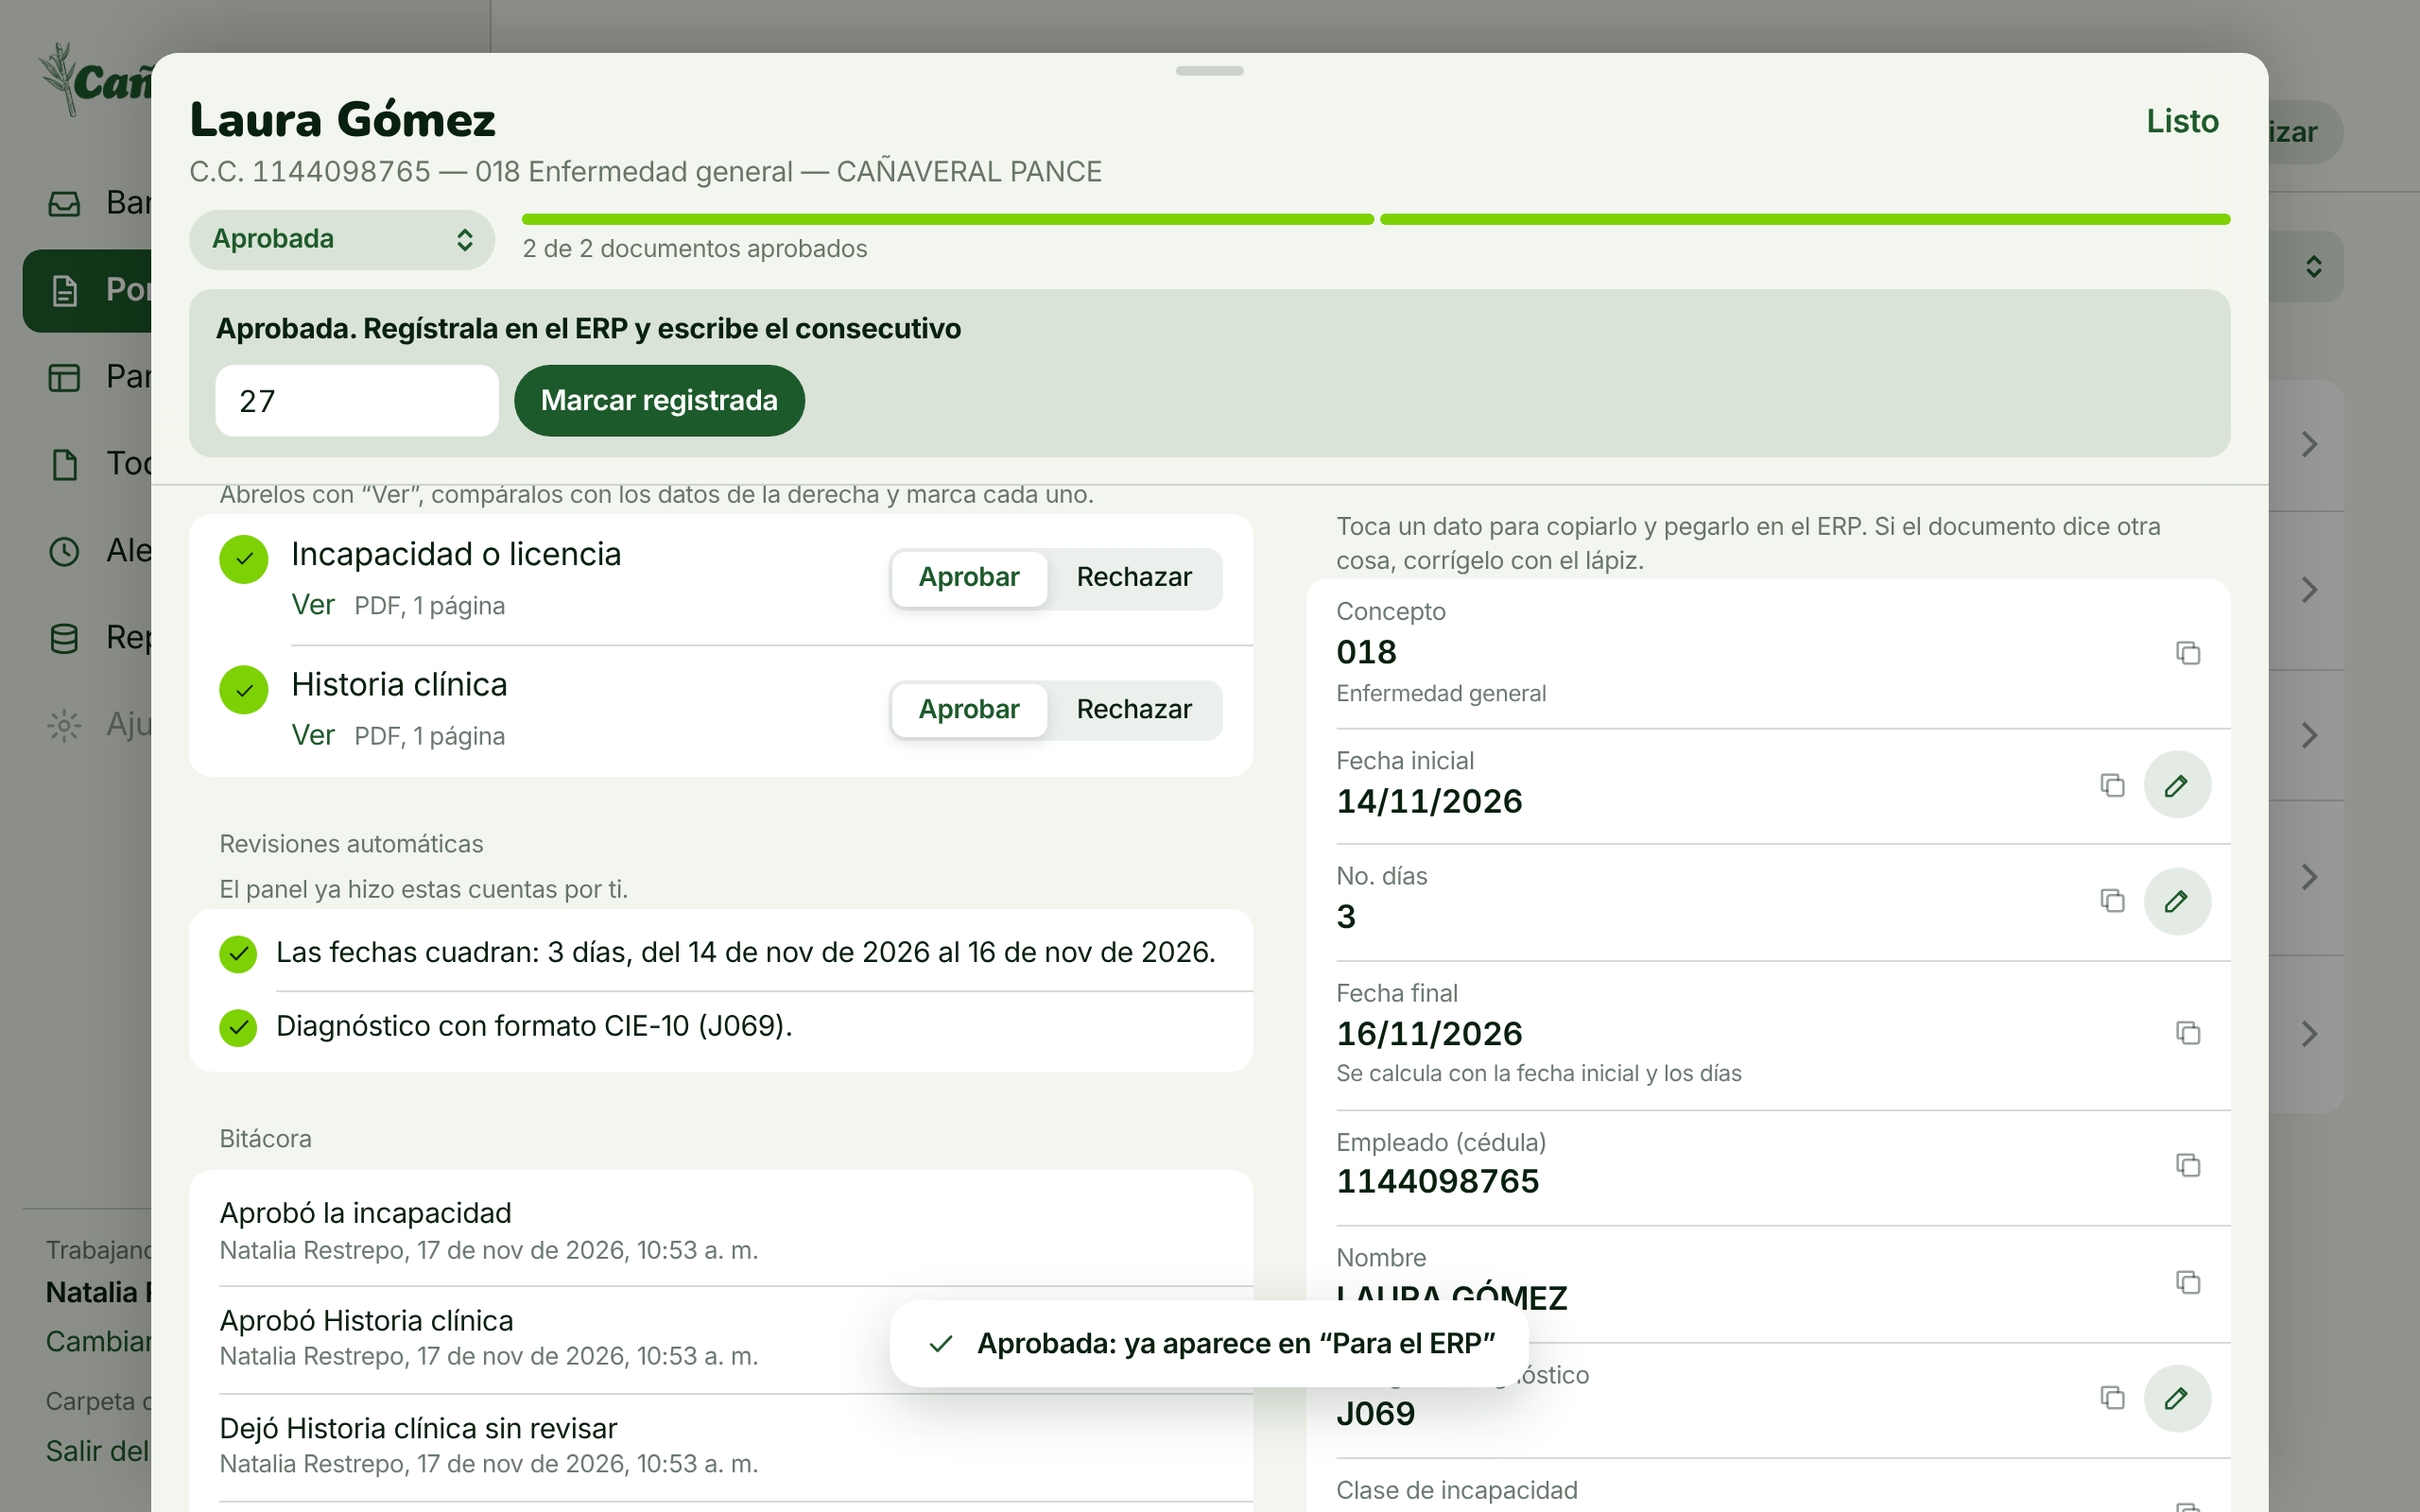 Laura Gómez
Listo
C.C. 1144098765 — 018 Enfermedad general — CAÑAVERAL PANCE
Aprobada
2 de 2 documentos aprobados
Aprobada. Regístrala en el ERP y escribe el consecutivo
27
Marcar registrada
Ábrelos con “Ver”, compáralos con los datos de la derecha y marca cada uno.
Incapacidad o licencia
Ver PDF, 1 página
Aprobar Rechazar
Historia clínica
Ver PDF, 1 página
Aprobar Rechazar
Revisiones automáticas
El panel ya hizo estas cuentas por ti.
Las fechas cuadran: 3 días, del 14 de nov de 2026 al 16 de nov de 2026.
Diagnóstico con formato CIE-10 (J069).
Bitácora
Aprobó la incapacidad
Natalia Restrepo, 17 de nov de 2026, 10:53 a. m.
Aprobó Historia clínica
Natalia Restrepo, 17 de nov de 2026, 10:53 a. m.
Dejó Historia clínica sin revisar
Natalia Restrepo, 17 de nov de 2026, 10:53 a. m.
Toca un dato para copiarlo y pegarlo en el ERP. Si el documento dice otra
cosa, corrígelo con el lápiz.
Concepto
018
Enfermedad general
Fecha inicial
14/11/2026
No. días
3
Fecha final
16/11/2026
Se calcula con la fecha inicial y los días
Empleado (cédula)
1144098765
Nombre
LAURA GÓMEZ
J069
Clase de incapacidad
Aprobada: ya aparece en “Para el ERP”
Natalia
Salir del